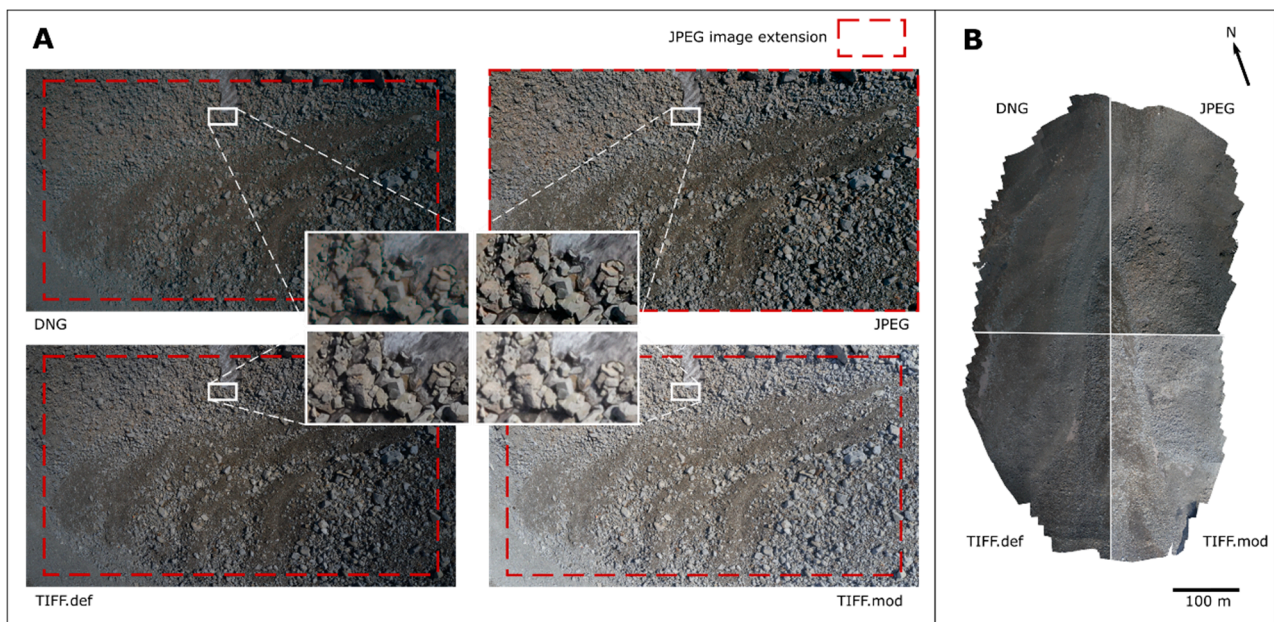 A
JPEG image extension
DNG
JPEG
TIFF.def
TIFF.mod
B
N
DNG
JPEG
TIFF.def
TIFF.mod
100 m